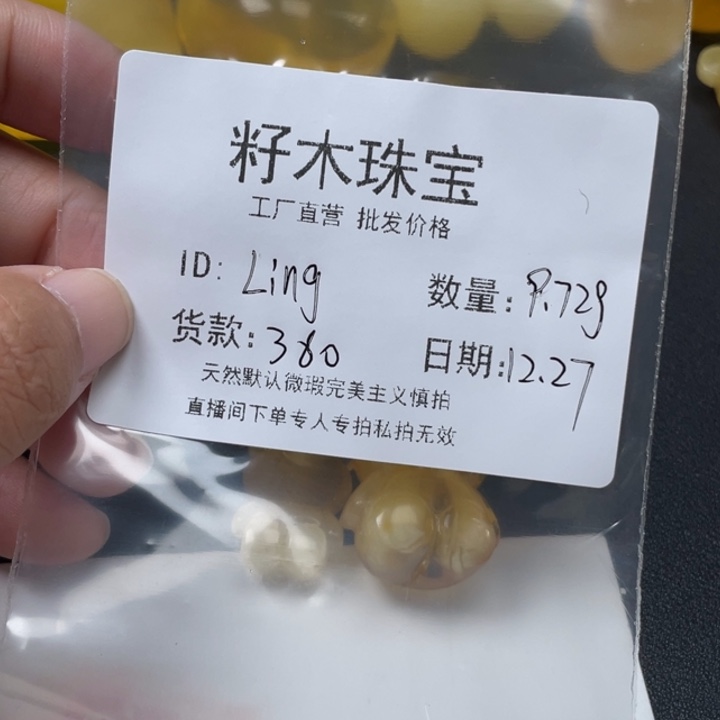 籽木珠宝
工厂直营 批发价格
ID: Ling
数量: 9.72g
货款: 380
日期:12.27
天然默认微瑕完美主义慎拍
直播间下单专人专拍私拍无效